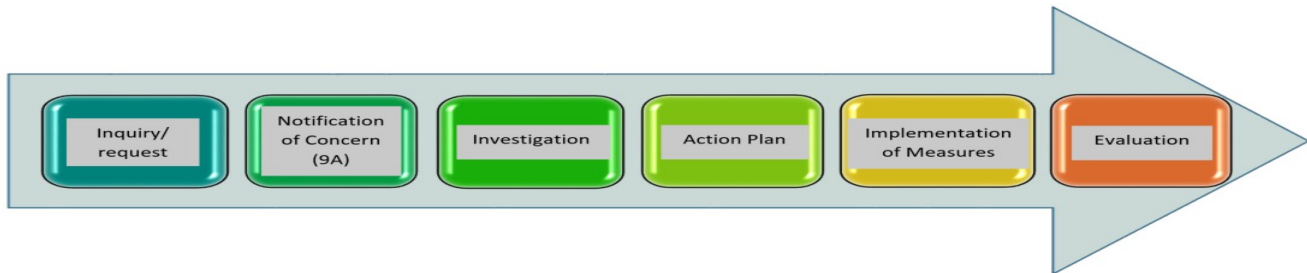 Inquiry/
request
Notification
of Concern
(9A)
Investigation
Action Plan
Implementation
of Measures
Evaluation